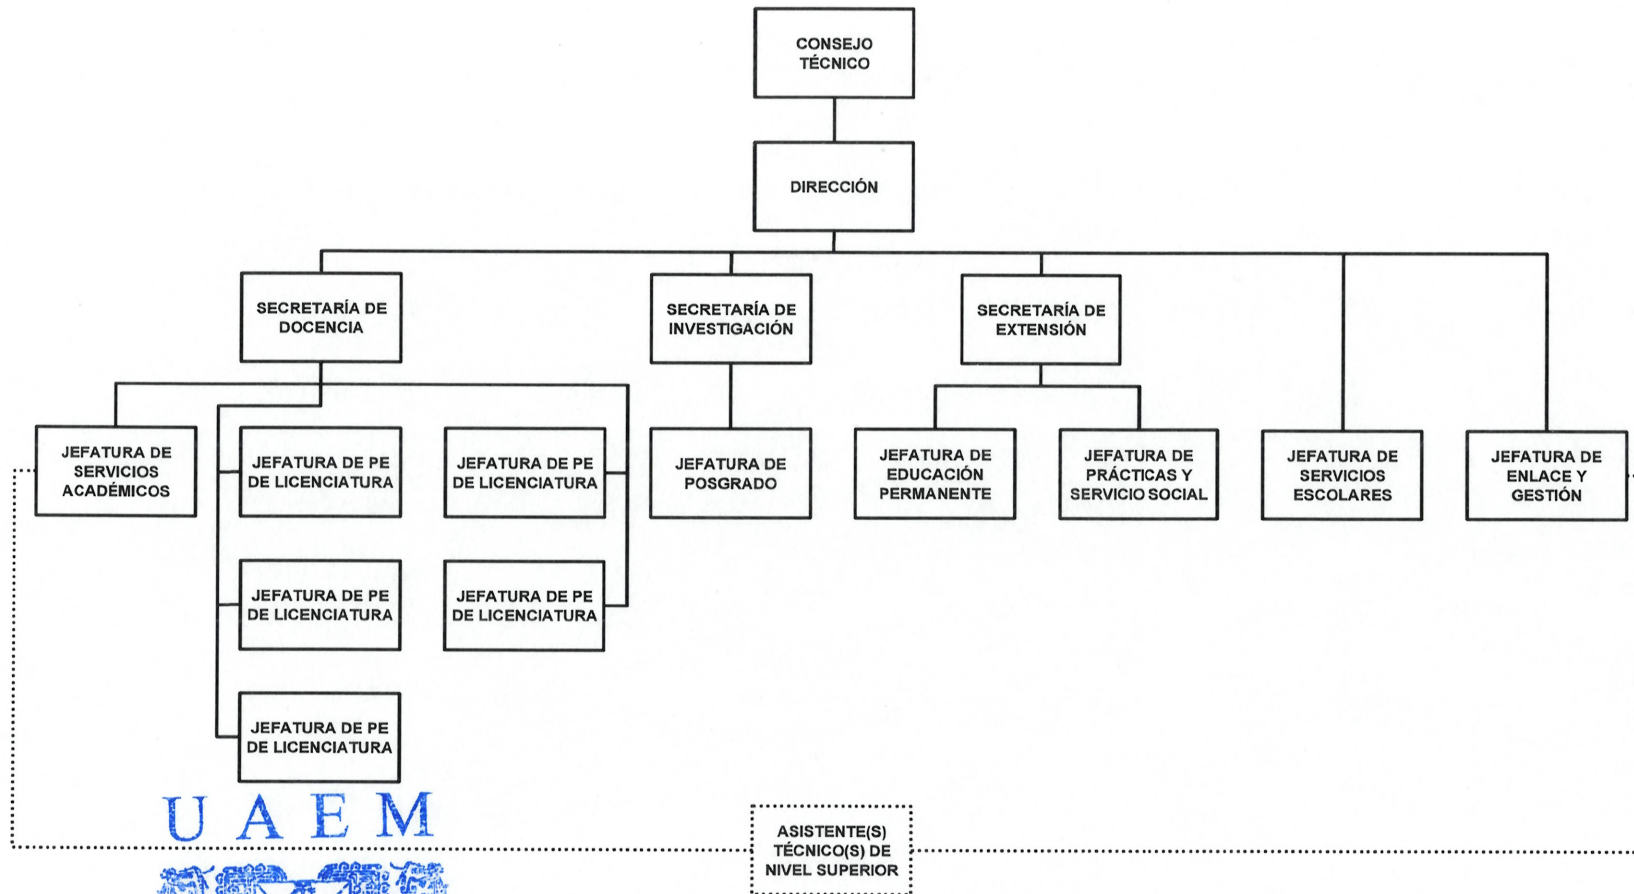 CONSEJO
TÉCNICO
DIRECCIÓN
SECRETARÍA DE
DOCENCIA
SECRETARÍA DE
INVESTIGACIÓN
SECRETARÍA DE
EXTENSIÓN
JEFATURA DE
SERVICIOS
ACADÉMICOS
JEFATURA DE PE
DE LICENCIATURA
JEFATURA DE PE
DE LICENCIATURA
JEFATURA DE
POSGRADO
JEFATURA DE
EDUCACIÓN
PERMANENTE
JEFATURA DE
PRÁCTICAS Y
SERVICIO SOCIAL
JEFATURA DE
SERVICIOS
ESCOLARES
JEFATURA DE
ENLACE Y
GESTIÓN
JEFATURA DE PE
DE LICENCIATURA
JEFATURA DE PE
DE LICENCIATURA
JEFATURA DE PE
DE LICENCIATURA
UAEM
ASISTENTE(S)
TÉCNICO(S) DE
NIVEL SUPERIOR